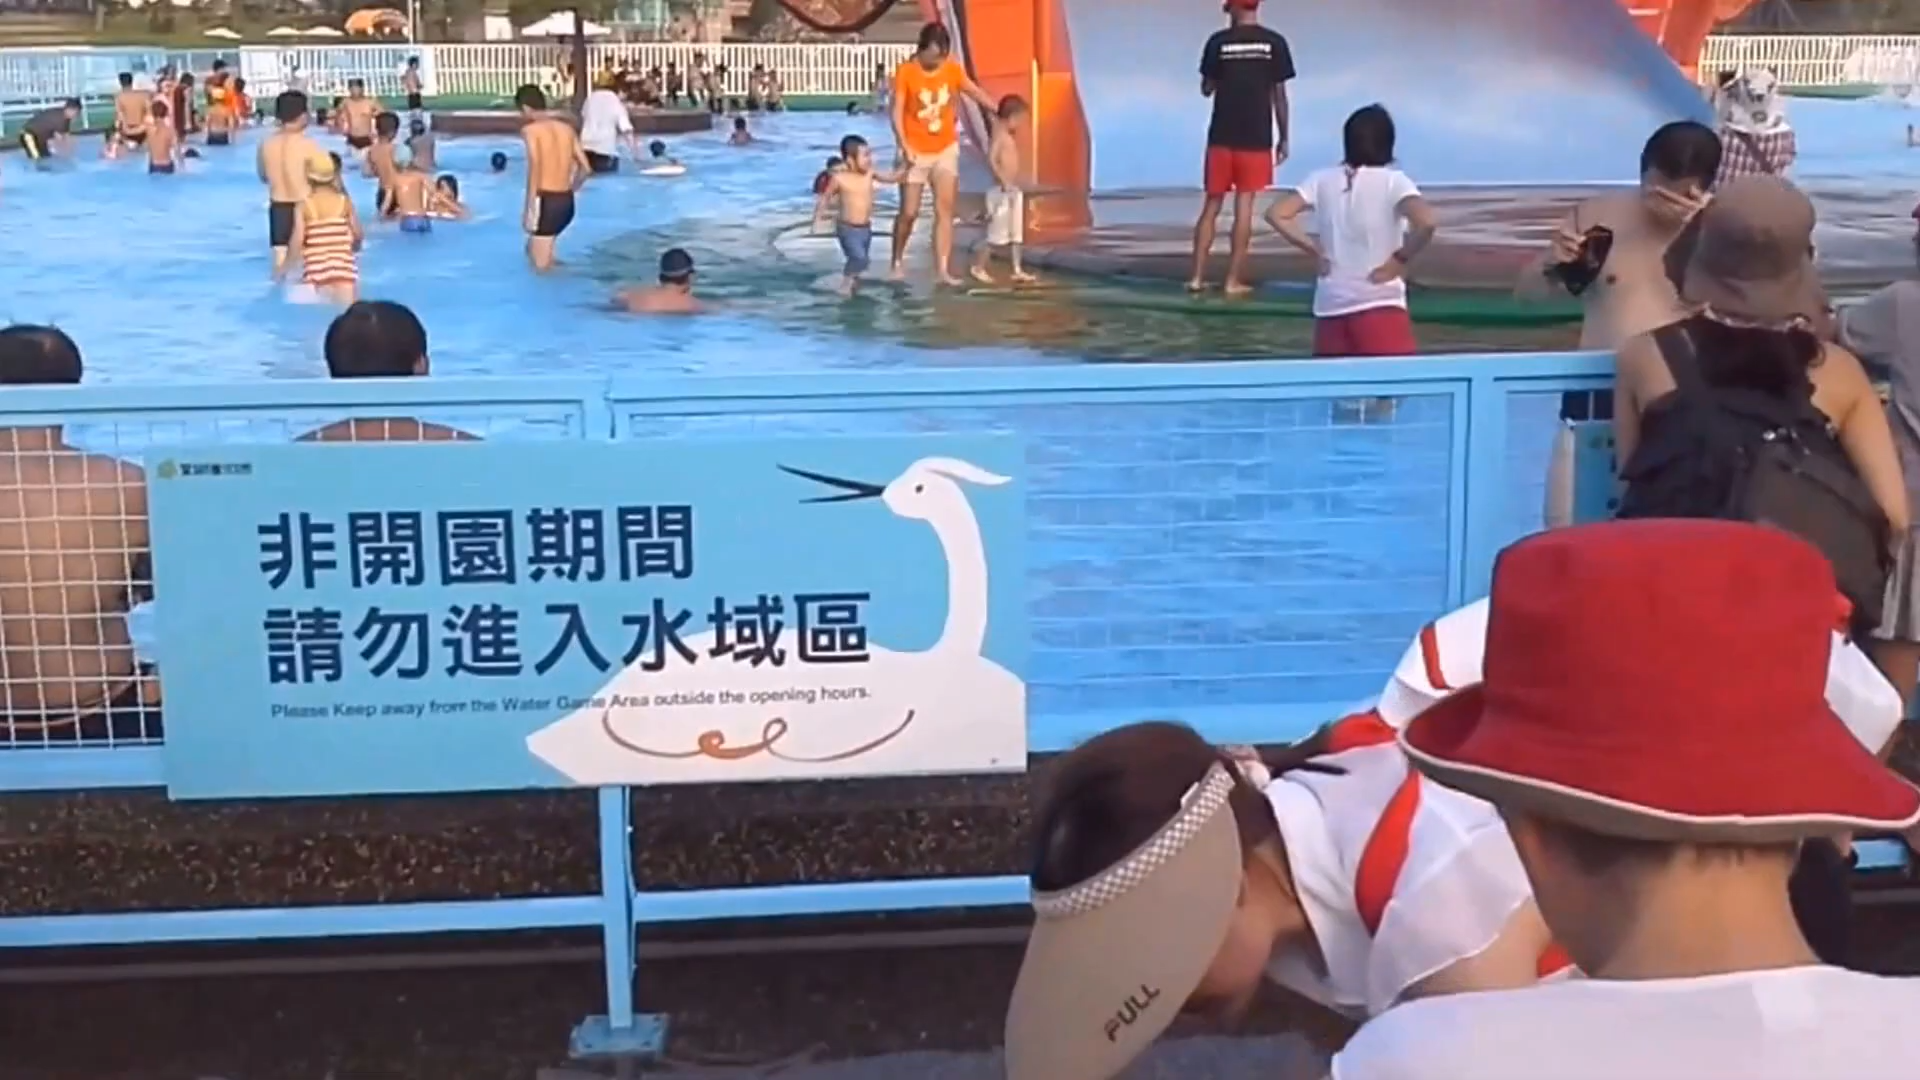 非開園期間
請勿進入水域區
Please Keep away from the Water Game Area outside the opening hours.
PULL